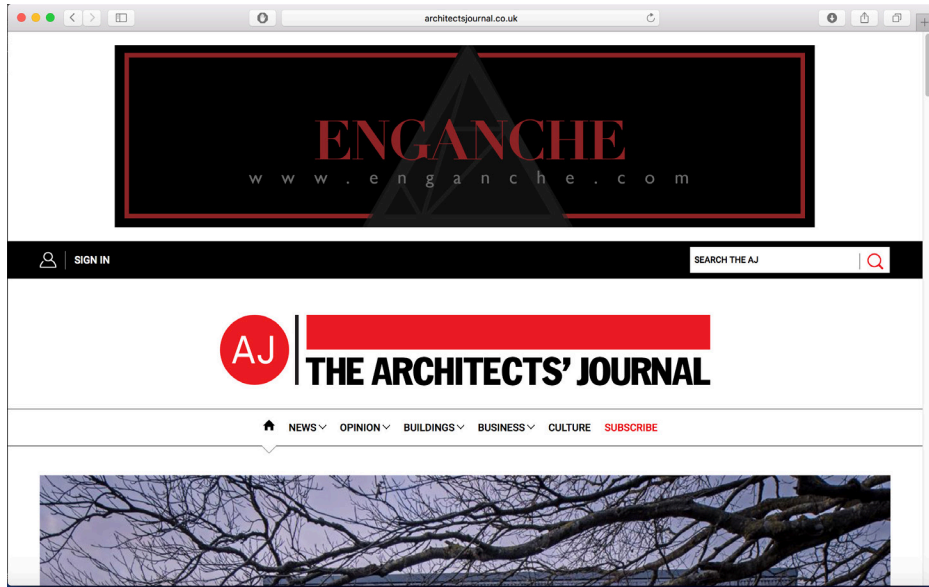 architectsjournal.co.uk
ENGANCHE
www.enganche.com
SIGN IN
SEARCH THE AJ
AJ
THE ARCHITECTS' JOURNAL
NEWS OPINION BUILDINGS BUSINESS CULTURE SUBSCRIBE